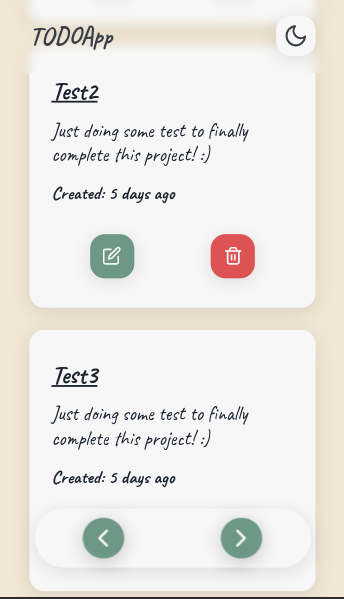 TODOApp
Test2
Just doing some test to finally
complete this project! :)
Created: 5 days ago
Test3
Just doing some test to finally
complete this project! :)
Created: 5 days ago